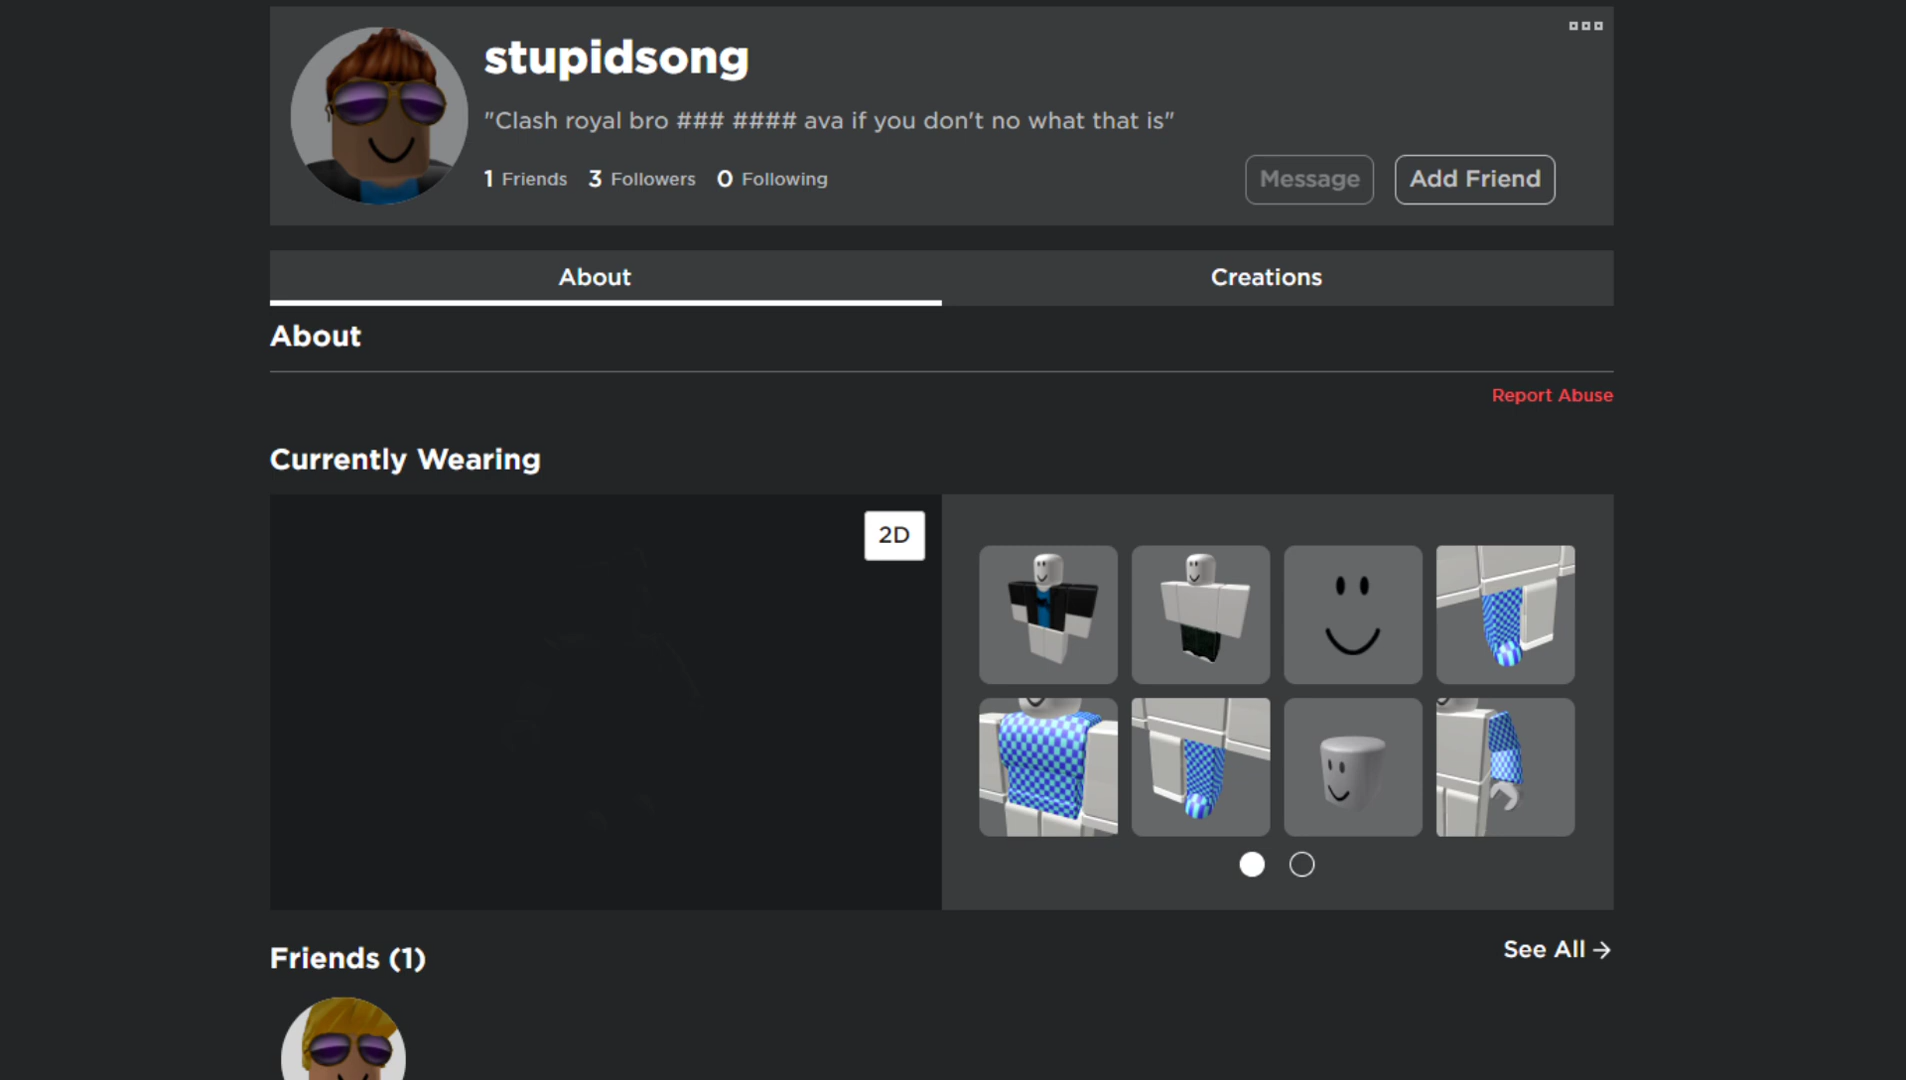 stupidsong
"Clash royal bro ### #### ava if you don't no what that is"
1 Friends 3 Followers 0 Following
Message
Add Friend
About
Creations
About
Report Abuse
Currently Wearing
2D
Friends (1)
See All